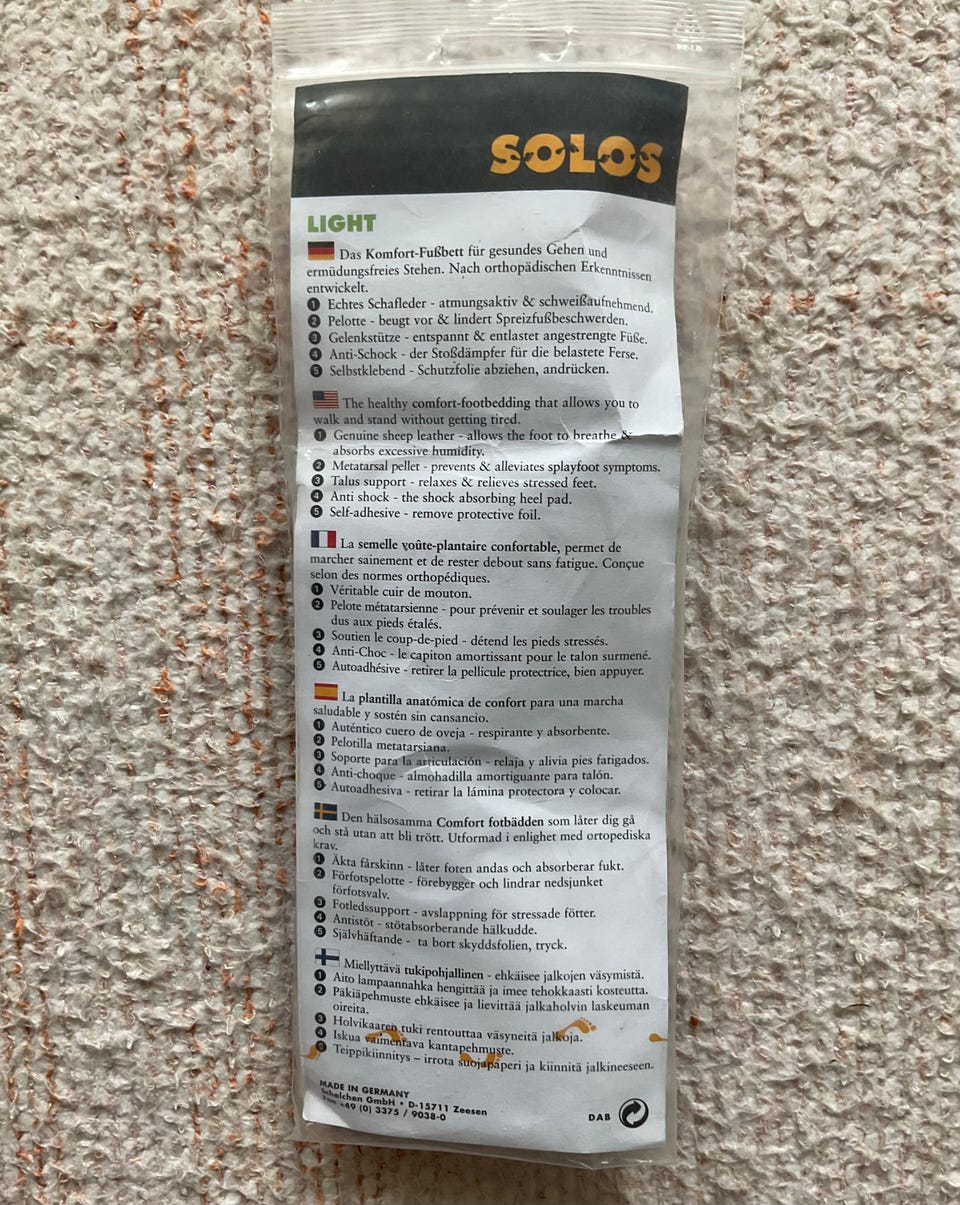 SOLOS
LIGHT
Das Komfort-Fußbett für gesundes Gehen und
ermüdungsfreies Stehen. Nach orthopädischen Erkenntnissen
entwickelt.
1 Echtes Schafleder - atmungsaktiv & schweißaufnehmend.
2 Pelotte - beugt vor & lindert Spreizfußbeschwerden.
3 Gelenkstütze - entspannt & entlastet angestrengte Füße.
4 Anti-Schock - der Stoßdämpfer für die belastete Ferse.
5 Selbstklebend - Schutzfolie abziehen, andrücken.
The healthy comfort-footbedding that allows you to
walk and stand without getting tired.
1 Genuine sheep leather - allows the foot to breathe &
absorbs excessive humidity.
2 Metatarsal pellet - prevents & alleviates splayfoot symptoms.
3 Talus support - relaxes & relieves stressed feet.
4 Anti shock - the shock absorbing heel pad.
5 Self-adhesive - remove protective foil.
La semelle voûte-plantaire confortable, permet de
marcher sainement et de rester debout sans fatigue. Conçue
selon des normes orthopédiques.
1 Véritable cuir de mouton.
2 Pelote métatarsienne - pour prévenir et soulager les troubles
dus aux pieds étalés.
3 Soutien le coup-de-pied - détend les pieds stressés.
4 Anti-Choc - le capiton amortissant pour le talon surmené.
5 Autoadhésive - retirer la pellicule protectrice, bien appuyer.
La plantilla anatómica de confort para una marcha
saludable y sostén sin cansancio.
1 Auténtico cuero de oveja - respirante y absorbente.
2 Pelotilla metatarsiana.
3 Soporte para la articulación - relaja y alivia pies fatigados.
4 Anti-choque - almohadilla amortiguante para talón.
5 Autoadhesiva - retirar la lámina protectora y colocar.
Den hälsosamma Comfort fotbädden som låter dig gå
och stå utan att bli trött. Utformad i enlighet med ortopediska
krav.
1 Äkta fårskinn - låter foten andas och absorberar fukt.
2 Förfotspelotte - förebygger och lindrar nedsjunket
förfotsvalv.
3 Fotledssupport - avslappning för stressade fötter.
4 Antistöt - stötabsorberande hälkudde.
5 Självhäftande - ta bort skyddsfolien, tryck.
Miellyttävä tukipohjallinen - ehkäisee jalkojen väsymistä.
1 Aito lampaannahka hengittää ja imee tehokkaasti kosteutta.
2 Päkiäpehmuste ehkäisee ja lievittää jalkaholvin laskeuman
oireita.
3 Holvikaaren tuki rentouttaa väsyneitä jalkoja.
4 Iskua vaimentava kantapehmuste.
5 Teippikiinnitys – irrota suojapaperi ja kiinnitä jalkineeseen.
MADE IN GERMANY
Schelchen GmbH • D-15711 Zeesen
Fon +49 (0) 3375 / 9038-0
DAB